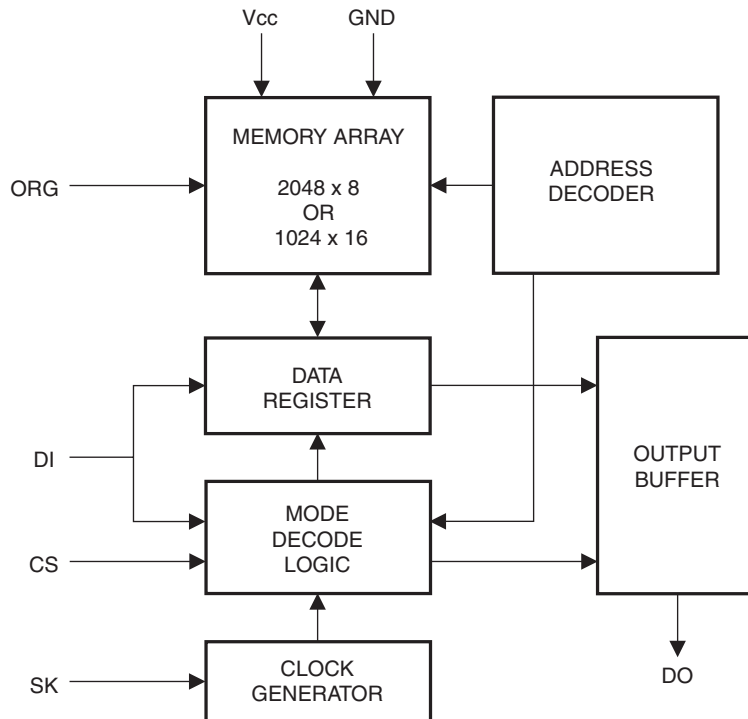 Vcc
GND
MEMORY ARRAY
2048 x 8
OR
1024 x 16
ADDRESS
DECODER
ORG
DATA
REGISTER
DI
OUTPUT
BUFFER
MODE
DECODE
LOGIC
CS
CLOCK
GENERATOR
SK
DO